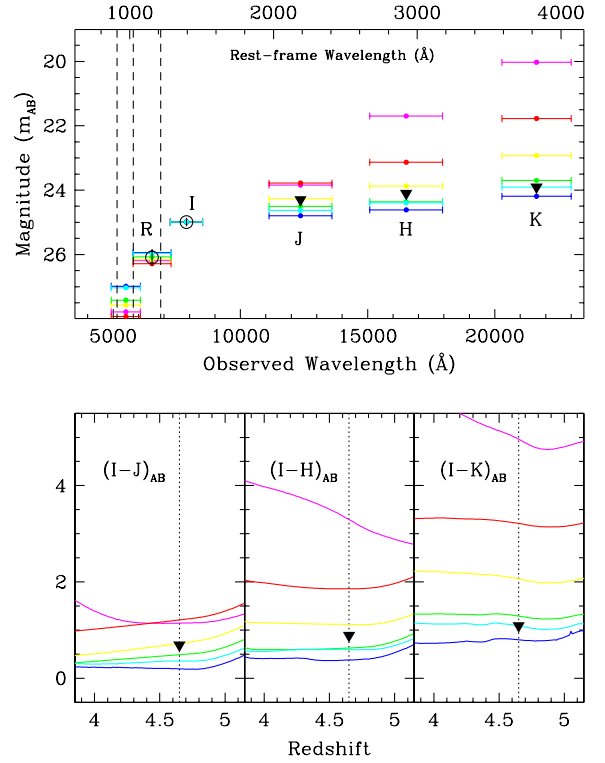 1000 2000 3000 4000
Rest-frame Wavelength (Å)
20
22
24
26
Magnitude (m_AB)
R I J H K
5000 10000 15000 20000
Observed Wavelength (Å)
(I-J)_AB (I-H)_AB (I-K)_AB
4
2
0
4 4.5 5 4 4.5 5 4 4.5 5
Redshift